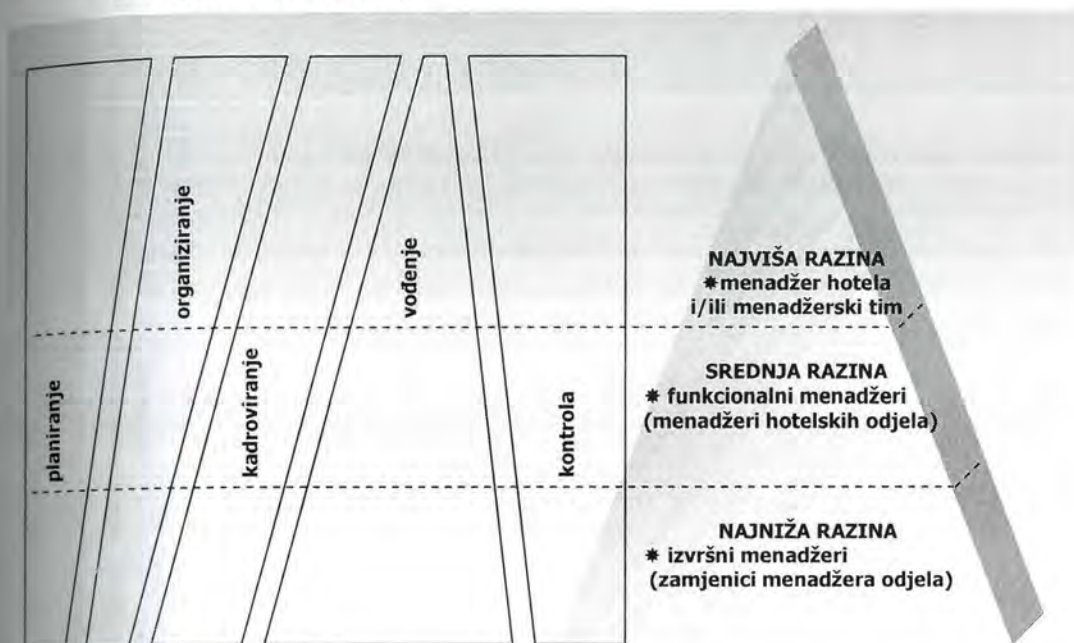 planiranje
organiziranje
kadroviranje
vođenje
kontrola
NAJVIŠA RAZINA
✷menadžer hotela
i/ili menadžerski tim
SREDNJA RAZINA
✷ funkcionalni menadžeri
(menadžeri hotelskih odjela)
NAJNIŽA RAZINA
✷ izvršni menadžeri
(zamjenici menadžera odjela)